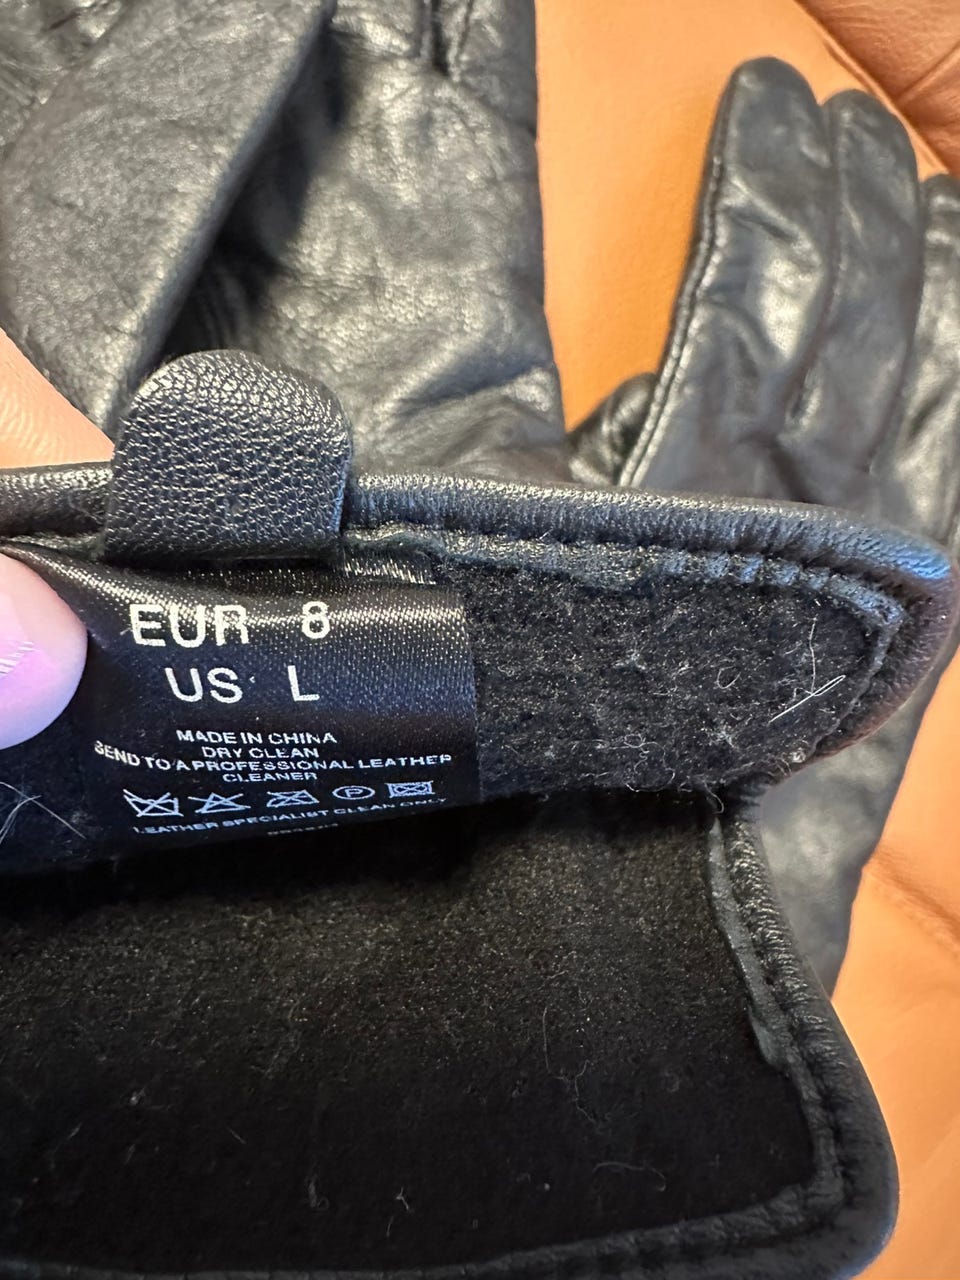 EUR 8
US L
MADE IN CHINA
DRY CLEAN
SEND TO A PROFESSIONAL LEATHER
CLEANER
P
LEATHER SPECIALIST CLEAN ONLY